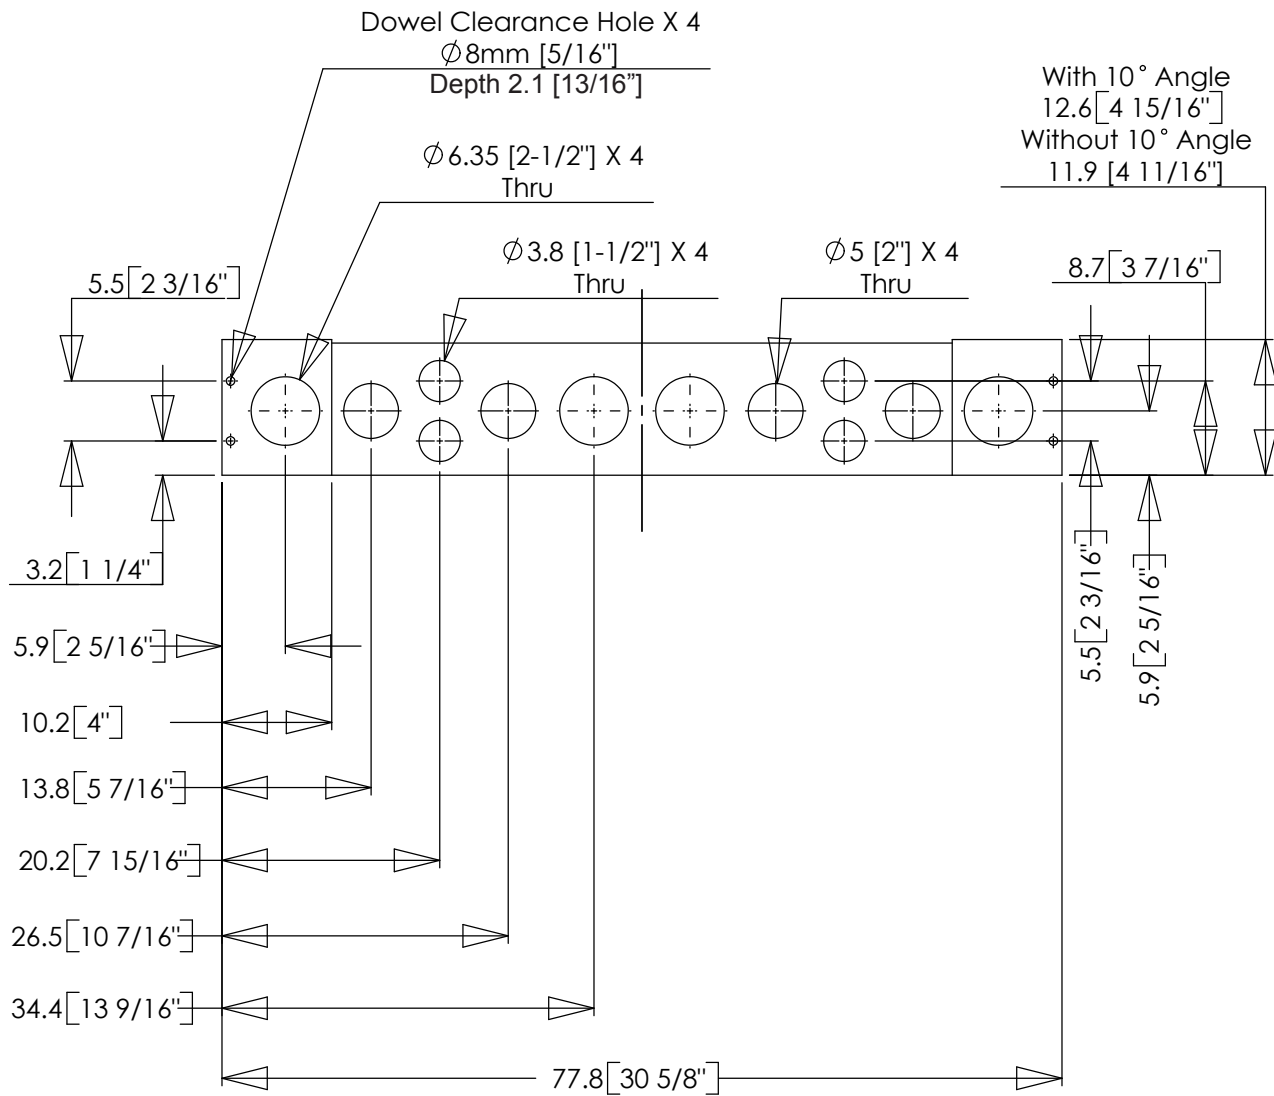 Dowel Clearance Hole X 4
∅8mm [5/16"]
Depth 2.1 [13/16”]
With 10° Angle
12.6[4 15/16"]
Without 10° Angle
11.9 [4 11/16"]
∅6.35 [2-1/2"] X 4
Thru
∅3.8 [1-1/2"] X 4
Thru
∅5 [2"] X 4
Thru
5.5[2 3/16"]
8.7[3 7/16"]
3.2[1 1/4"]
5.9[2 5/16"]
10.2[4"]
13.8[5 7/16"]
20.2[7 15/16"]
26.5[10 7/16"]
34.4[13 9/16"]
77.8[30 5/8"]
5.5[2 3/16"]
5.9[2 5/16"]